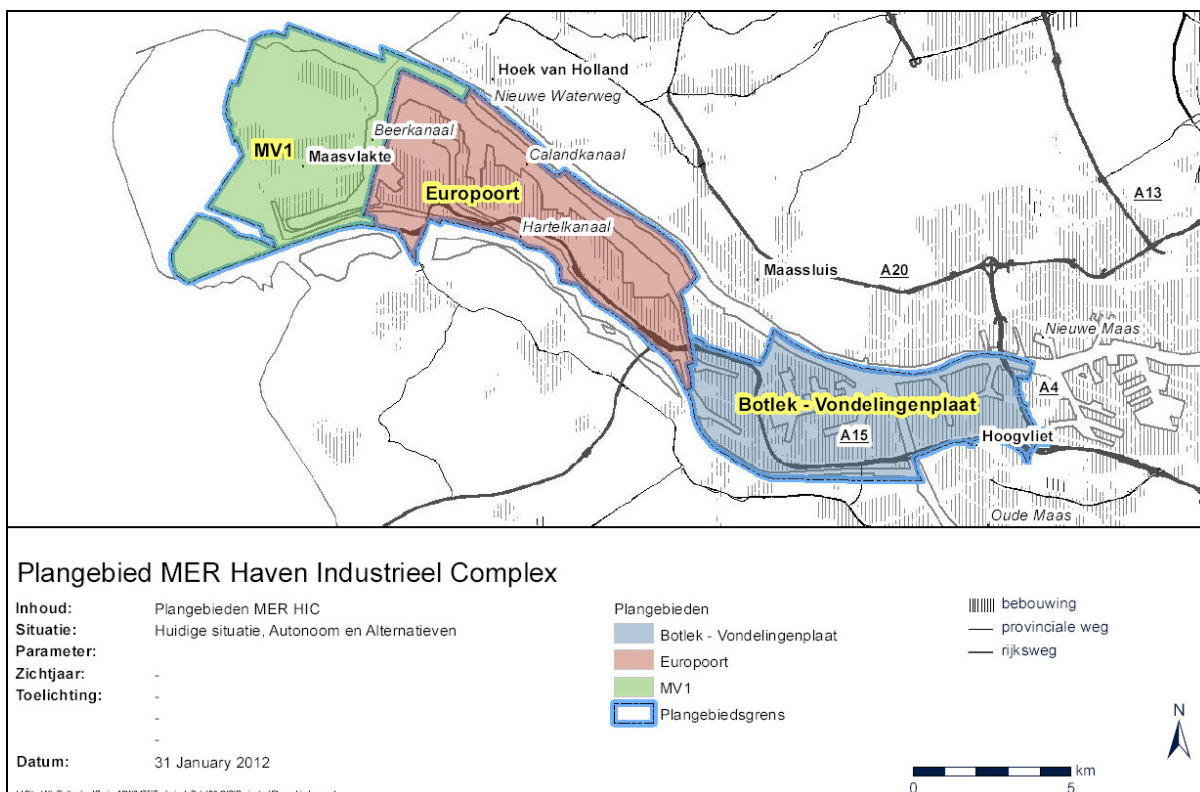 Hoek van Holland
Nieuwe Waterweg
Beerkanaal
MV1
Maasvlakte
Calandkanaal
Europoort
A13
Hartelkanaal
Maassluis
A20
Nieuwe Maas
A4
Botlek - Vondelingenplaat
A15
Hoogvliet
Oude Maas
Plangebied MER Haven Industrieel Complex
Inhoud: Plangebieden MER HIC
Situatie: Huidige situatie, Autonoom en Alternatieven
Parameter:
Zichtjaar: -
Toelichting: -
-
-
Datum: 31 January 2012
Plangebieden
Botlek - Vondelingenplaat
Europoort
MV1
Plangebiedsgrens
bebouwing
provinciale weg
rijksweg
N
km
0 5